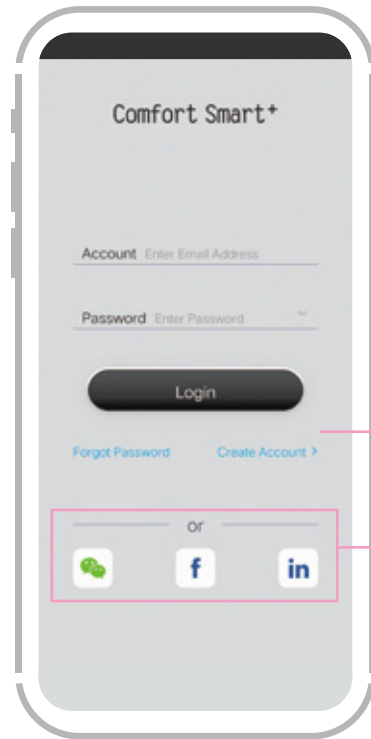 Comfort Smart+
Account Enter Email Address
Password Enter Password
Login
Forgot Password Create Account >
or
f in